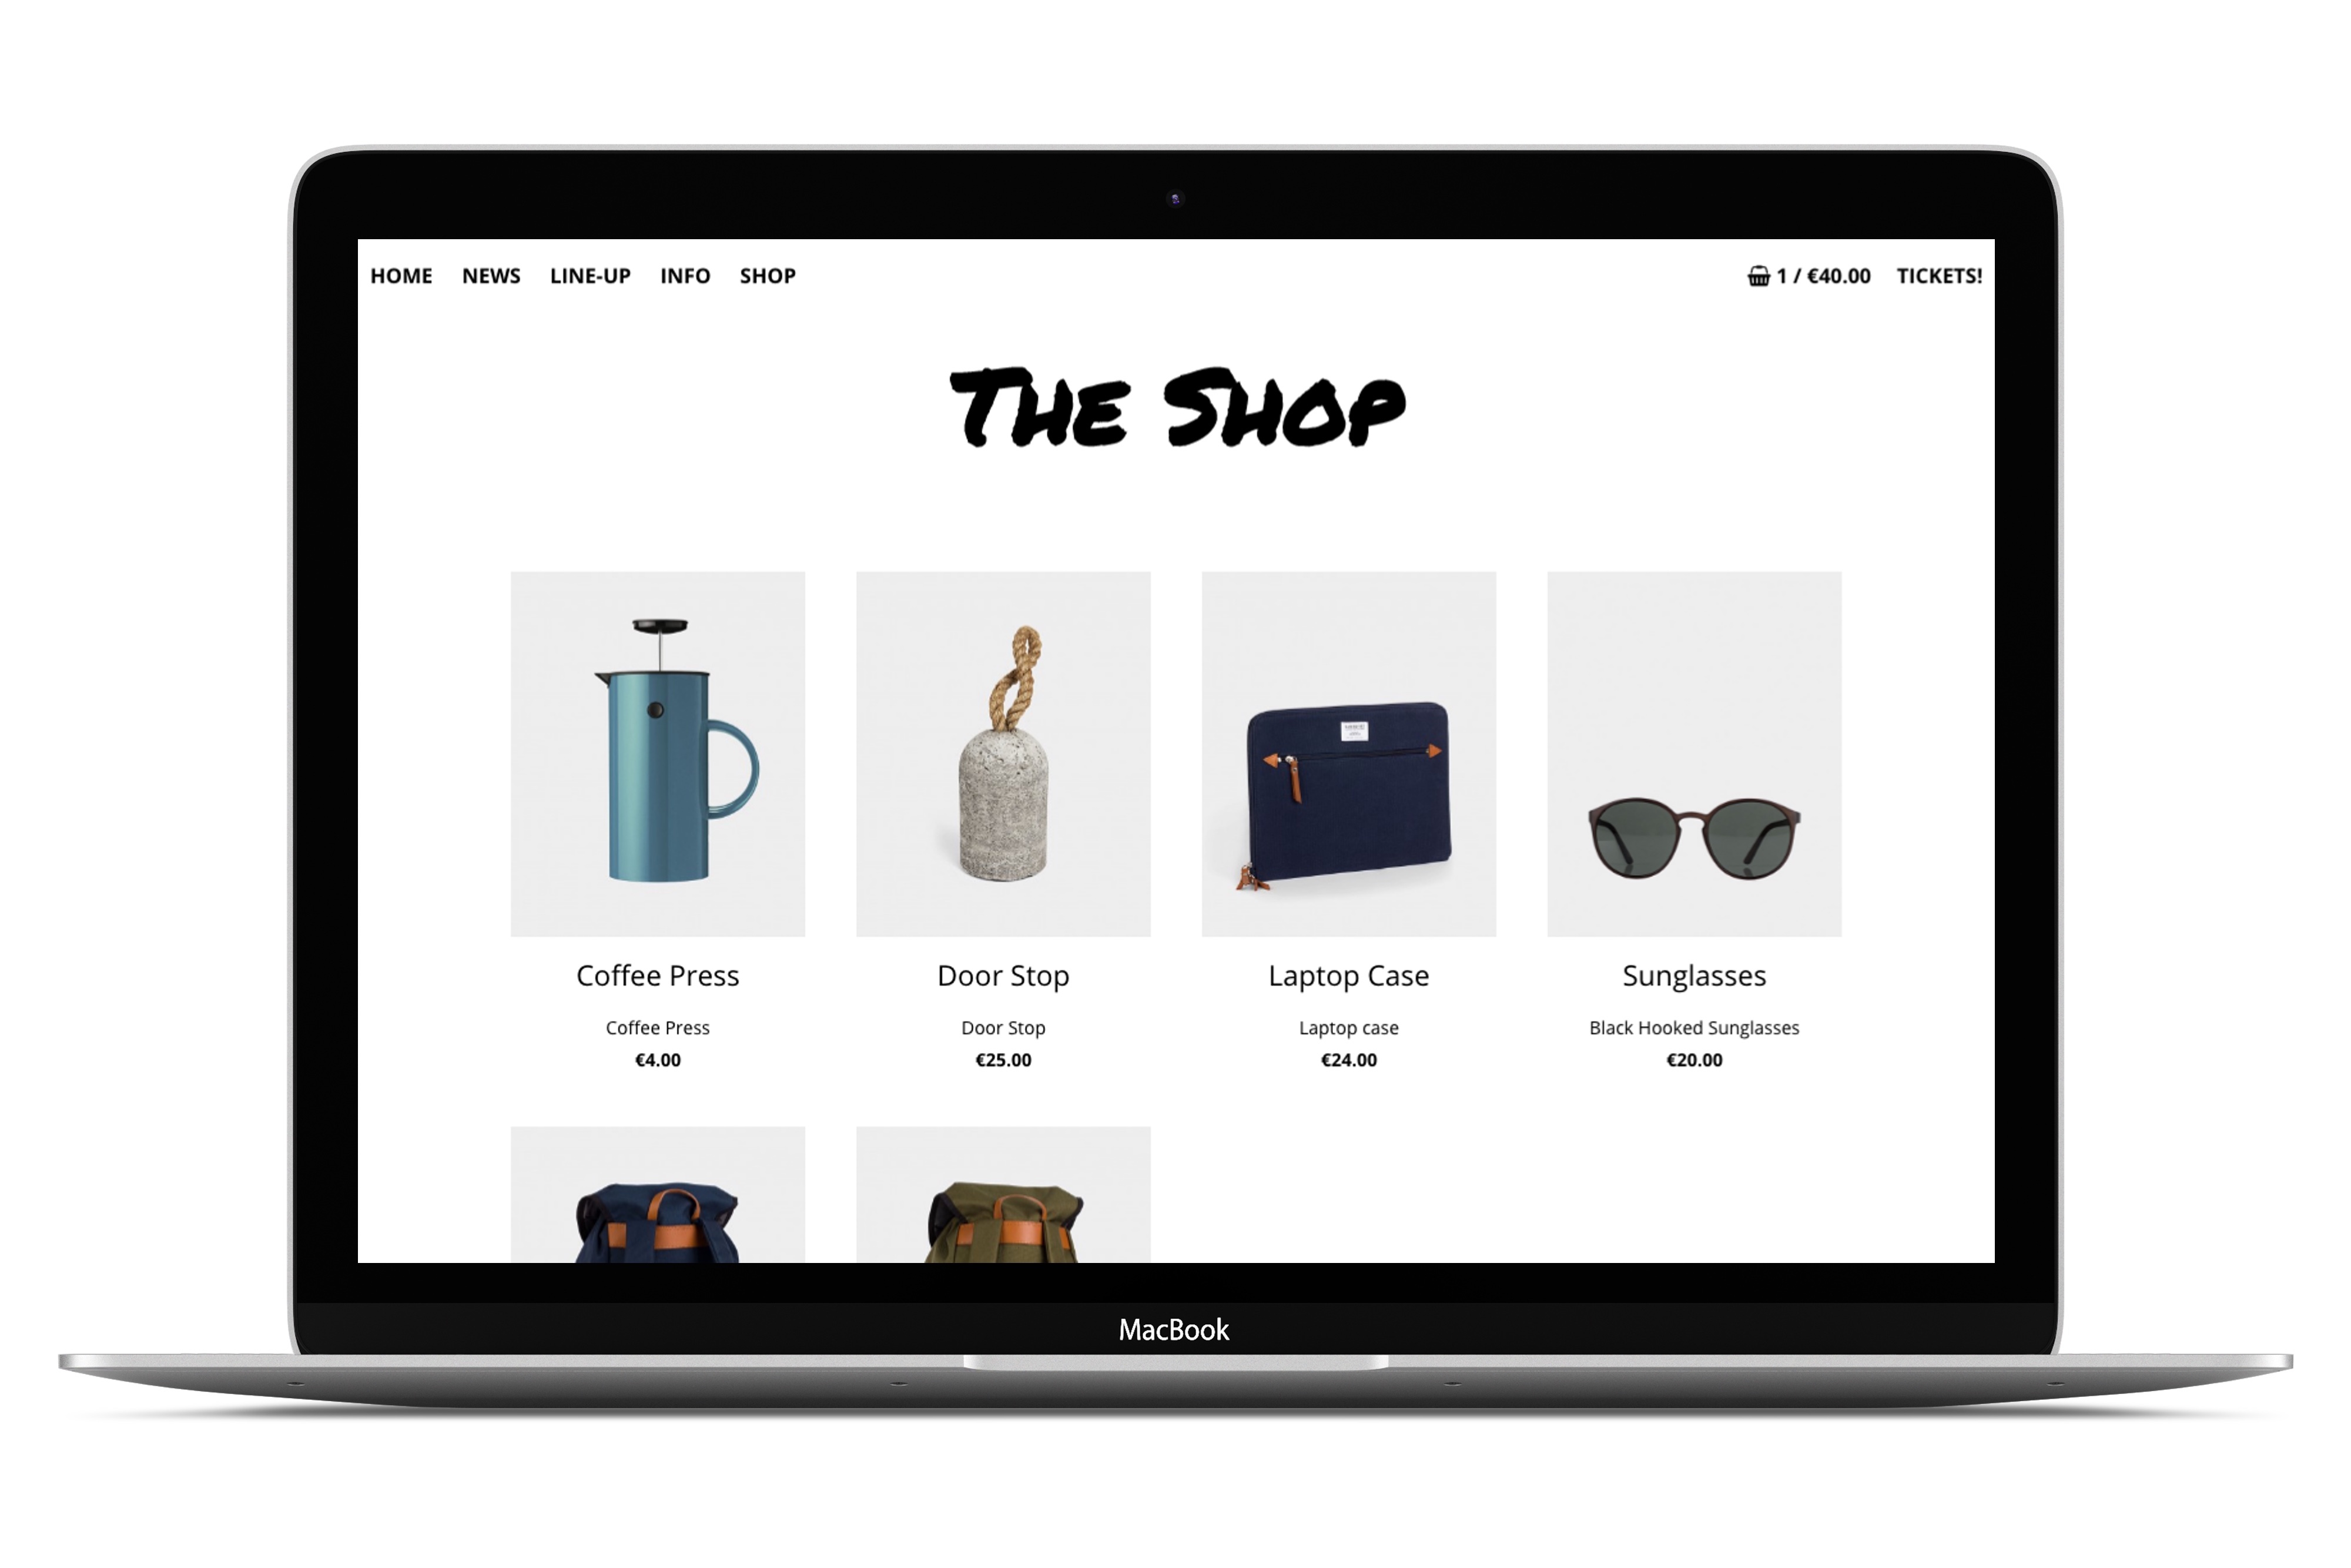 HOME NEWS LINE-UP INFO SHOP 1 / €40.00 TICKETS!
The Shop
Coffee Press Door Stop Laptop Case Sunglasses
Coffee Press Door Stop Laptop case Black Hooked Sunglasses
€4.00 €25.00 €24.00 €20.00
MacBook